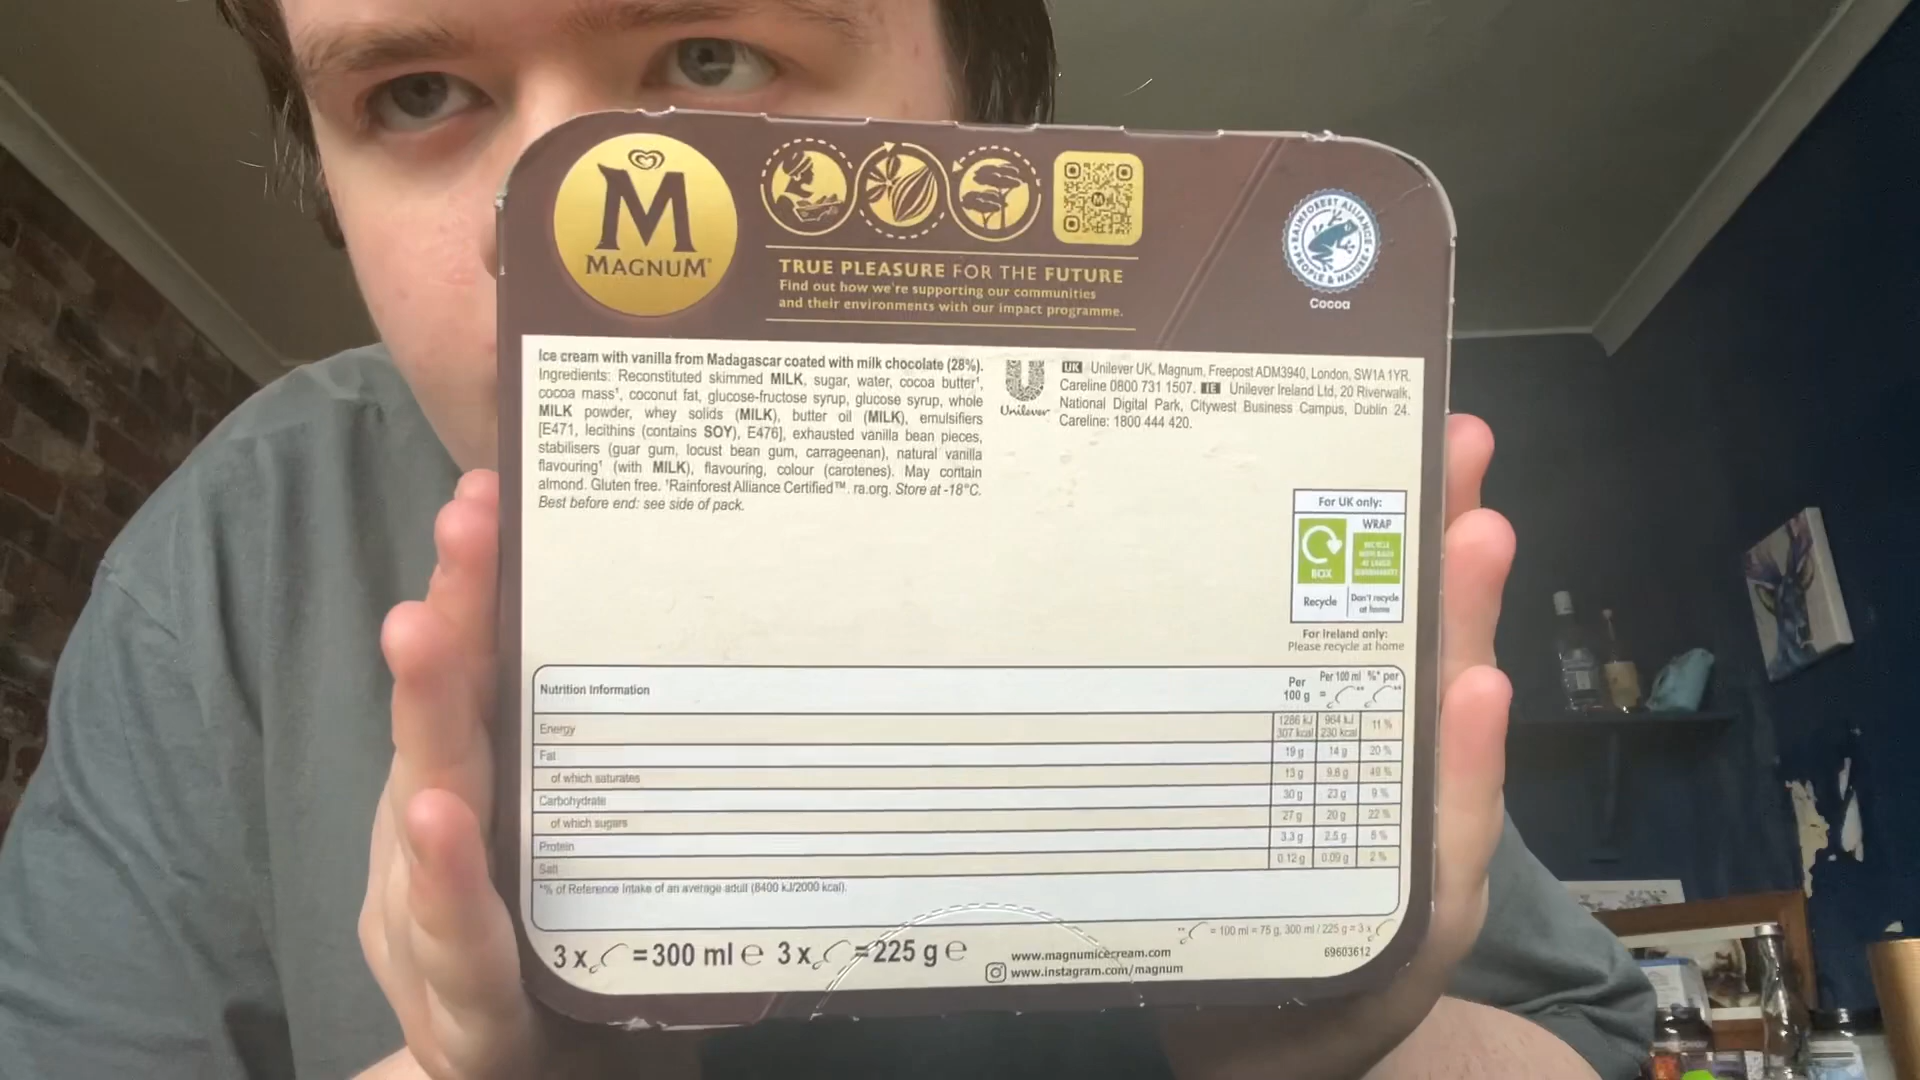 M
MAGNUM
TRUE PLEASURE FOR THE FUTURE
Find out how we're supporting our communities
and their environments with our impact programme.
RAINFOREST ALLIANCE
PEOPLE & NATURE
Cocoa
Ice cream with vanilla from Madagascar coated with milk chocolate (28%).
Ingredients: Reconstituted skimmed MILK, sugar, water, cocoa butter¹,
cocoa mass¹, coconut fat, glucose-fructose syrup, glucose syrup, whole
MILK powder, whey solids (MILK), butter oil (MILK), emulsifiers
[E471, lecithins (contains SOY), E476], exhausted vanilla bean pieces,
stabilisers (guar gum, locust bean gum, carrageenan), natural vanilla
flavouring¹ (with MILK), flavouring, colour (carotenes). May contain
almond. Gluten free. ¹Rainforest Alliance Certified™. ra.org. Store at -18°C.
Best before end: see side of pack.
Unilever
UK Unilever UK, Magnum, Freepost ADM3940, London, SW1A 1YR.
Careline 0800 731 1507. IE Unilever Ireland Ltd, 20 Riverwalk,
National Digital Park, Citywest Business Campus, Dublin 24.
Careline: 1800 444 420.
For UK only:
WRAP
BOX
RECYCLE
WITH BAGS
AT LARGE
SUPERMARKET
Recycle
Don't recycle
at home
For Ireland only:
Please recycle at home
Nutrition Information Per 100 g Per 100 ml = ** %* per **
Energy 1286 kJ 964 kJ 11 %
307 kcal 230 kcal
Fat 19 g 14 g 20 %
of which saturates 13 g 9.8 g 49 %
Carbohydrate 30 g 23 g 9 %
of which sugars 27 g 20 g 22 %
Protein 3.3 g 2.5 g 5 %
Salt 0.12 g 0.09 g 2 %
*% of Reference Intake of an average adult (8400 kJ/2000 kcal).
** = 100 ml = 75 g, 300 ml / 225 g = 3 x
3 x = 300 ml e 3 x = 225 g e
www.magnumicecream.com
www.instagram.com/magnum
69603612